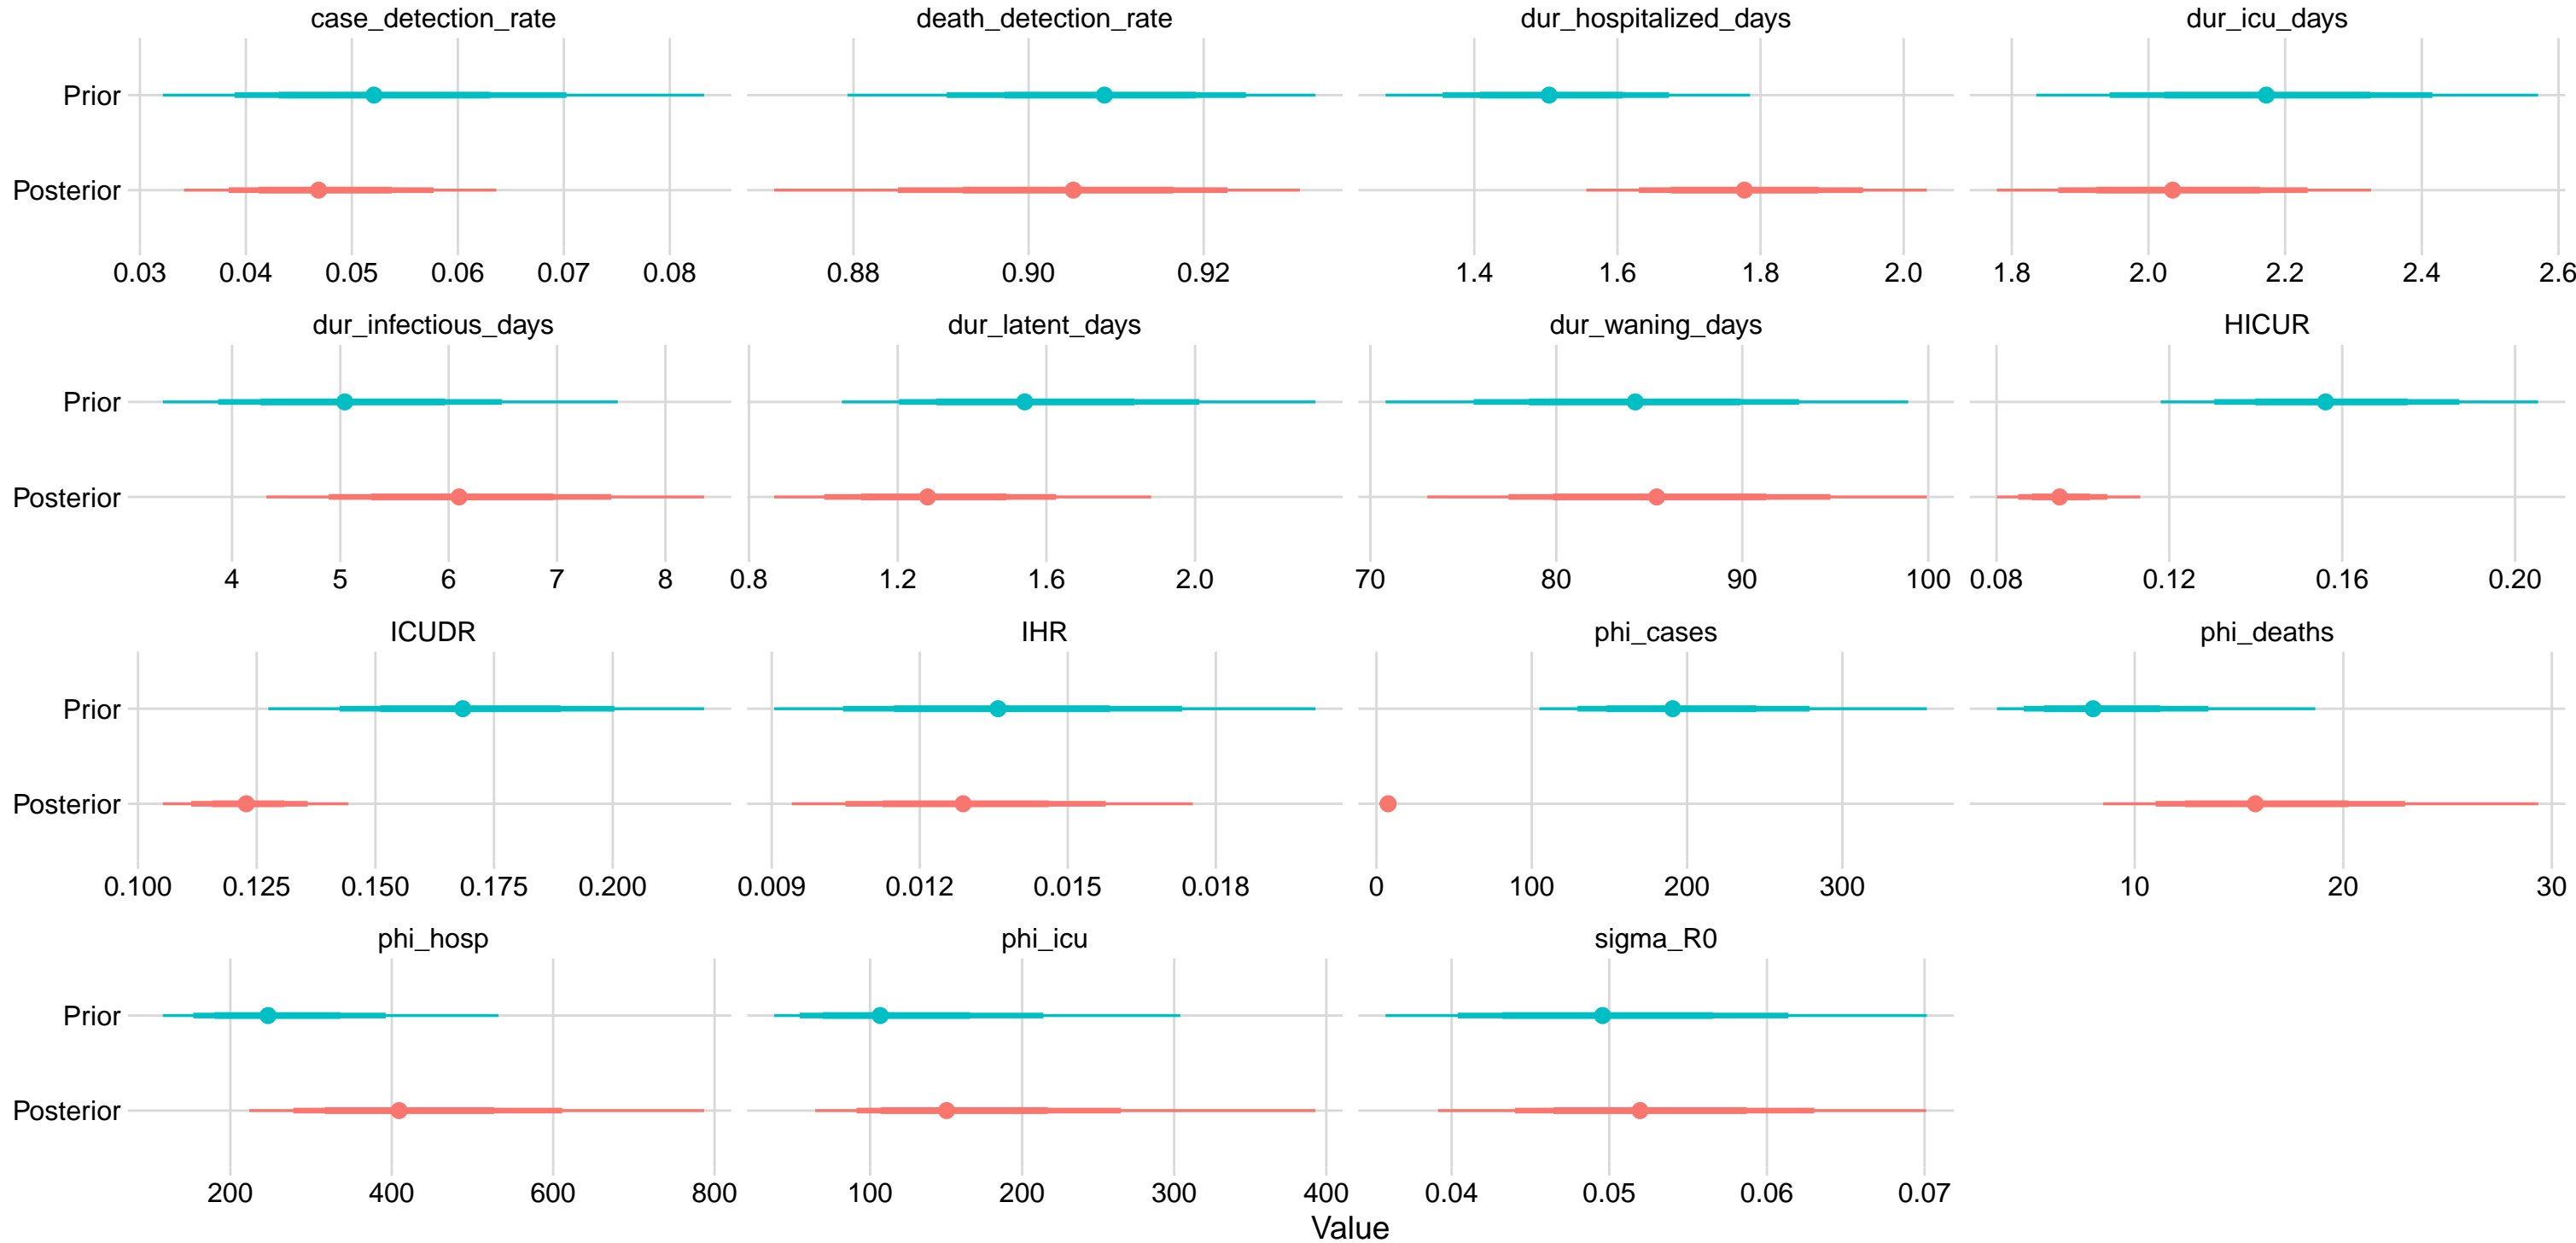 case_detection_rate death_detection_rate dur_hospitalized_days dur_icu_days
Prior
Posterior
0.03 0.04 0.05 0.06 0.07 0.08 0.88 0.90 0.92 1.4 1.6 1.8 2.0 1.8 2.0 2.2 2.4 2.6
dur_infectious_days dur_latent_days dur_waning_days HICUR
Prior
Posterior
4 5 6 7 8 0.8 1.2 1.6 2.0 70 80 90 100 0.08 0.12 0.16 0.20
ICUDR IHR phi_cases phi_deaths
Prior
Posterior
0.100 0.125 0.150 0.175 0.200 0.009 0.012 0.015 0.018 0 100 200 300 10 20 30
phi_hosp phi_icu sigma_R0
Prior
Posterior
200 400 600 800 100 200 300 400 0.04 0.05 0.06 0.07
Value